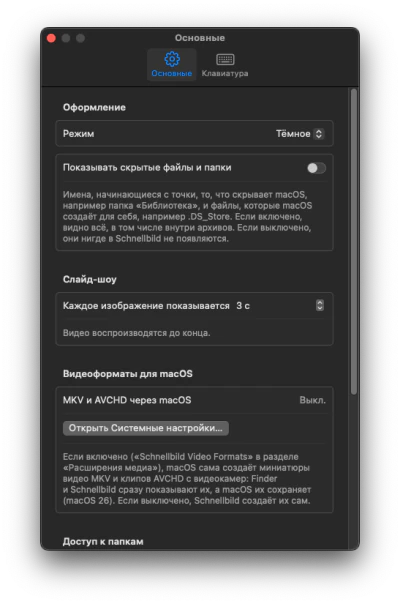 Основные
Основные
Клавиатура
Оформление
Режим
Тёмное
Показывать скрытые файлы и папки
Имена, начинающиеся с точки, то, что скрывает macOS,
например папка «Библиотека», и файлы, которые macOS
создаёт для себя, например .DS_Store. Если включено,
видно всё, в том числе внутри архивов. Если выключено,
они нигде в Schnellbild не появляются.
Слайд-шоу
Каждое изображение показывается 3 с
Видео воспроизводятся до конца.
Видеоформаты для macOS
MKV и AVCHD через macOS
Выкл.
Открыть Системные настройки...
Если включено («Schnellbild Video Formats» в разделе
«Расширения медиа»), macOS сама создаёт миниатюры
видео MKV и клипов AVCHD с видеокамер: Finder
и Schnellbild сразу показывают их, а macOS их сохраняет
(macOS 26). Если выключено, Schnellbild создаёт их сам.
Доступ к папкам